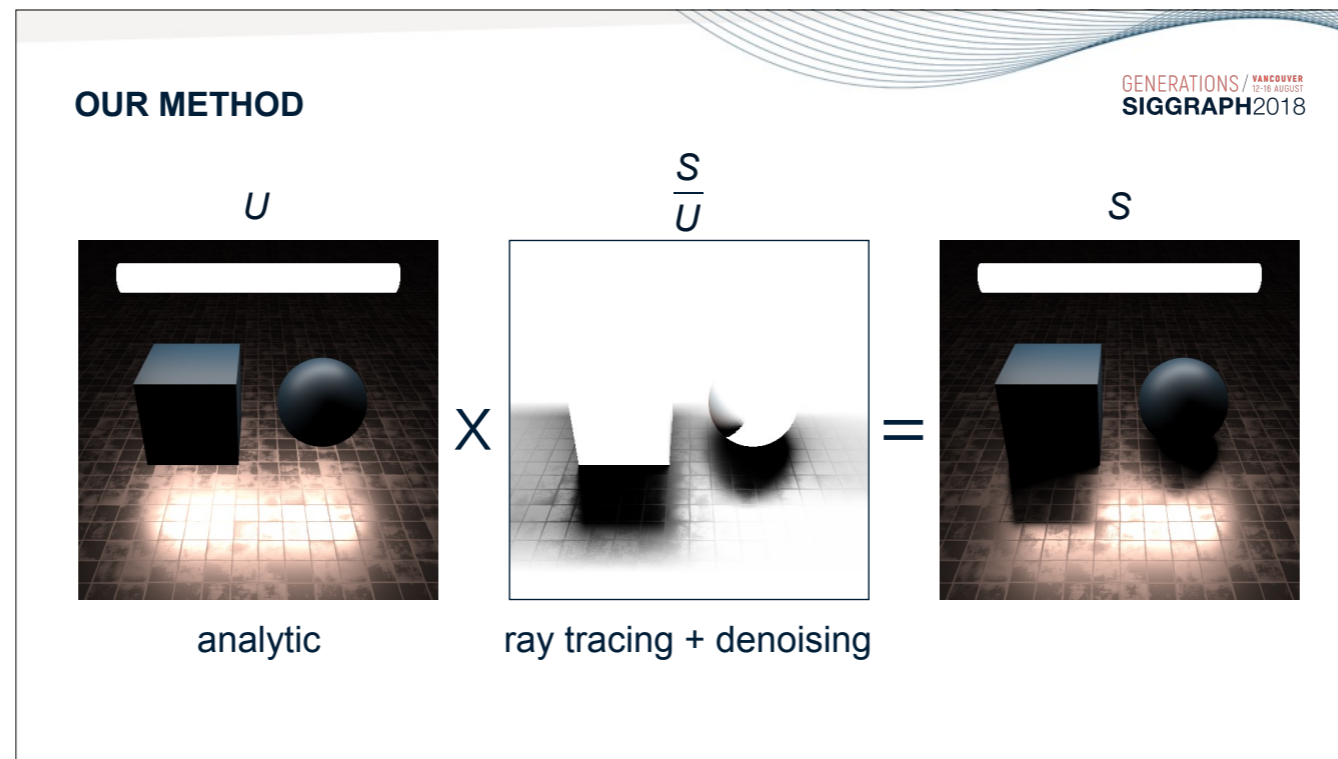 GENERATIONS / VANCOUVER 12-16 AUGUST
SIGGRAPH2018
OUR METHOD
U
S
U
S
X
=
analytic
ray tracing + denoising